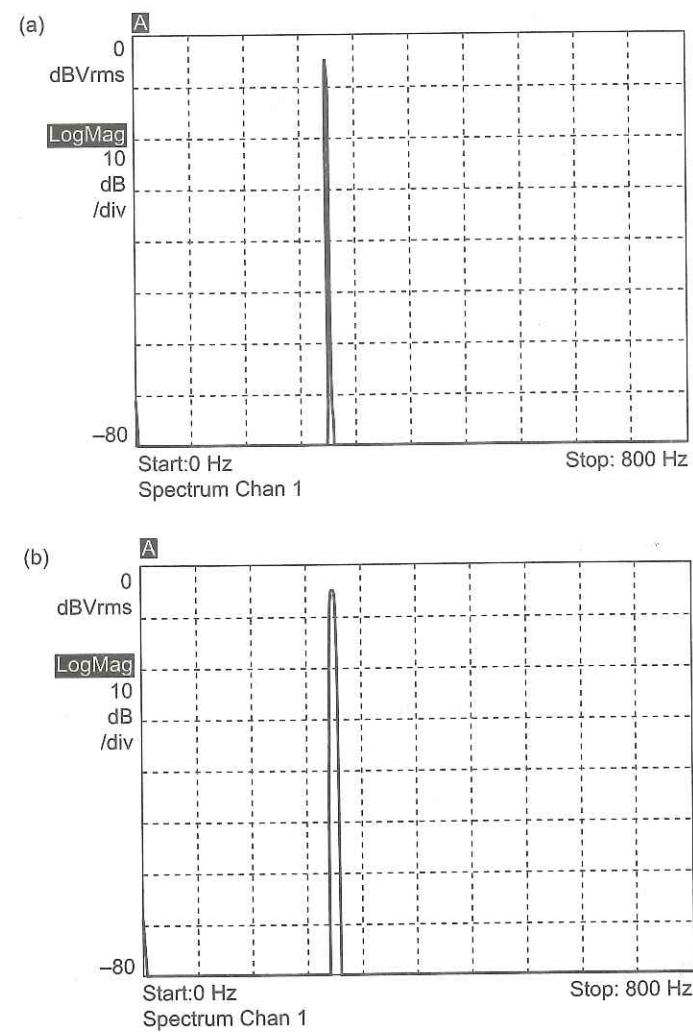 (a)
A
0
dBVrms
LogMag
10
dB
/div
–80
Start:0 Hz Stop: 800 Hz
Spectrum Chan 1
(b)
A
0
dBVrms
LogMag
10
dB
/div
–80
Start:0 Hz Stop: 800 Hz
Spectrum Chan 1